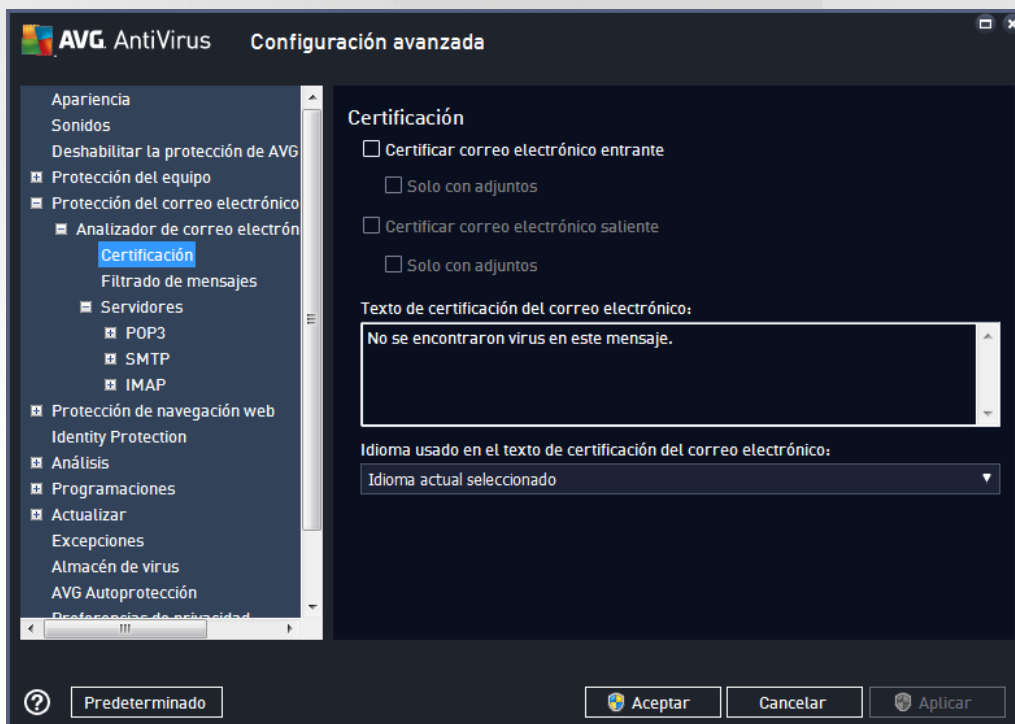 AVG AntiVirus Configuración avanzada
Apariencia
Sonidos
Deshabilitar la protección de AVG
Protección del equipo
Protección del correo electrónico
Analizador de correo electrón
Certificación
Filtrado de mensajes
Servidores
POP3
SMTP
IMAP
Protección de navegación web
Identity Protection
Análisis
Programaciones
Actualizar
Excepciones
Almacén de virus
AVG Autoprotección
Preferencias de privacidad
Certificación
Certificar correo electrónico entrante
Solo con adjuntos
Certificar correo electrónico saliente
Solo con adjuntos
Texto de certificación del correo electrónico:
No se encontraron virus en este mensaje.
Idioma usado en el texto de certificación del correo electrónico:
Idioma actual seleccionado
Predeterminado
Aceptar
Cancelar
Aplicar